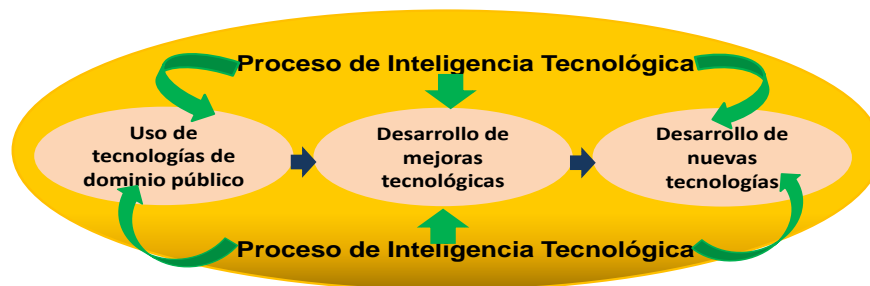 Proceso de Inteligencia Tecnológica
Uso de
tecnologías de
dominio público
Desarrollo de
mejoras
tecnológicas
Desarrollo de
nuevas
tecnologías
Proceso de Inteligencia Tecnológica